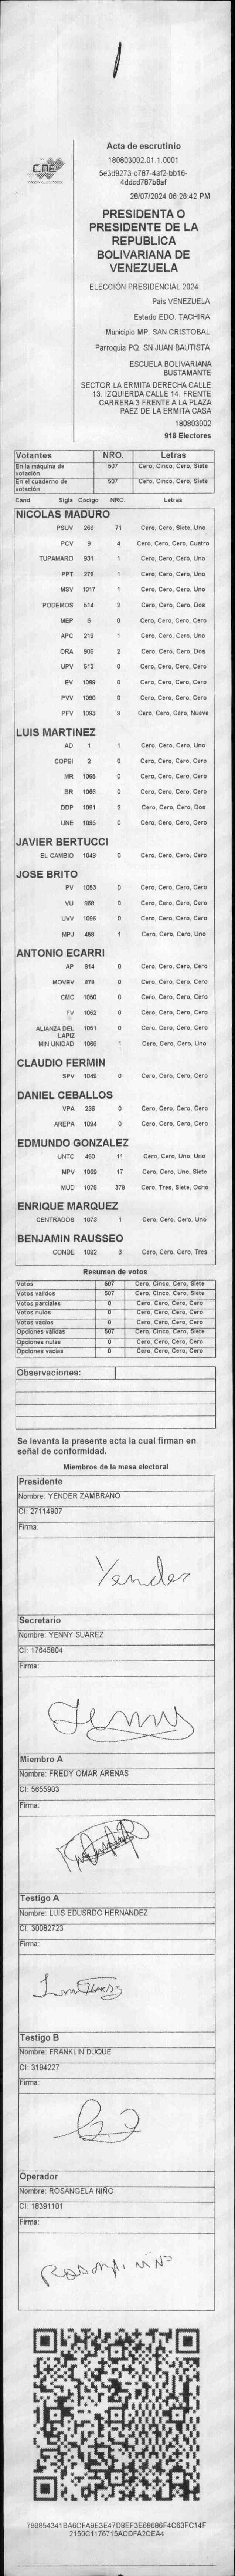 Acta de escrutinio
180803002.01.1.0001
5e3d9273-c787-4af2-bb16-
4ddcd767b8af
28/07/2024 06:26:42 PM
CNE
PRESIDENTA O
PRESIDENTE DE LA
REPUBLICA
BOLIVARIANA DE
VENEZUELA
ELECCIÓN PRESIDENCIAL 2024
País VENEZUELA
Estado EDO. TACHIRA
Municipio MP. SAN CRISTOBAL
Parroquia PQ. SN JUAN BAUTISTA
ESCUELA BOLIVARIANA
BUSTAMANTE
SECTOR LA ERMITA DERECHA CALLE
13. IZQUIERDA CALLE 14. FRENTE
CARRERA 3 FRENTE A LA PLAZA
PAEZ DE LA ERMITA CASA
180803002
918 Electores
Votantes NRO. Letras
En la máquina de votación 507 Cero, Cinco, Cero, Siete
En el cuaderno de votación 507 Cero, Cinco, Cero, Siete
Cand. Sigla Código NRO. Letras
NICOLAS MADURO
PSUV 269 71 Cero, Cero, Siete, Uno
PCV 9 4 Cero, Cero, Cero, Cuatro
TUPAMARO 931 1 Cero, Cero, Cero, Uno
PPT 276 1 Cero, Cero, Cero, Uno
MSV 1017 1 Cero, Cero, Cero, Uno
PODEMOS 514 2 Cero, Cero, Cero, Dos
MEP 6 0 Cero, Cero, Cero, Cero
APC 219 1 Cero, Cero, Cero, Uno
ORA 906 2 Cero, Cero, Cero, Dos
UPV 513 0 Cero, Cero, Cero, Cero
EV 1089 0 Cero, Cero, Cero, Cero
PVV 1090 0 Cero, Cero, Cero, Cero
PFV 1093 9 Cero, Cero, Cero, Nueve
LUIS MARTINEZ
AD 1 1 Cero, Cero, Cero, Uno
COPEI 2 0 Cero, Cero, Cero, Cero
MR 1065 0 Cero, Cero, Cero, Cero
BR 1066 0 Cero, Cero, Cero, Cero
DDP 1091 2 Cero, Cero, Cero, Dos
UNE 1095 0 Cero, Cero, Cero, Cero
JAVIER BERTUCCI
EL CAMBIO 1048 0 Cero, Cero, Cero, Cero
JOSE BRITO
PV 1053 0 Cero, Cero, Cero, Cero
VU 868 0 Cero, Cero, Cero, Cero
UVV 1096 0 Cero, Cero, Cero, Cero
MPJ 458 1 Cero, Cero, Cero, Uno
ANTONIO ECARRI
AP 814 0 Cero, Cero, Cero, Cero
MOVEV 878 0 Cero, Cero, Cero, Cero
CMC 1050 0 Cero, Cero, Cero, Cero
FV 1062 0 Cero, Cero, Cero, Cero
ALIANZA DEL LAPIZ 1051 0 Cero, Cero, Cero, Cero
MIN UNIDAD 1068 1 Cero, Cero, Cero, Uno
CLAUDIO FERMIN
SPV 1049 0 Cero, Cero, Cero, Cero
DANIEL CEBALLOS
VPA 236 0 Cero, Cero, Cero, Cero
AREPA 1094 0 Cero, Cero, Cero, Cero
EDMUNDO GONZALEZ
UNTC 460 11 Cero, Cero, Uno, Uno
MPV 1069 17 Cero, Cero, Uno, Siete
MUD 1076 378 Cero, Tres, Siete, Ocho
ENRIQUE MARQUEZ
CENTRADOS 1073 1 Cero, Cero, Cero, Uno
BENJAMIN RAUSSEO
CONDE 1092 3 Cero, Cero, Cero, Tres
Resumen de votos
Votos 507 Cero, Cinco, Cero, Siete
Votos validos 507 Cero, Cinco, Cero, Siete
Votos parciales 0 Cero, Cero, Cero, Cero
Votos nulos 0 Cero, Cero, Cero, Cero
Votos vacios 0 Cero, Cero, Cero, Cero
Opciones validas 507 Cero, Cinco, Cero, Siete
Opciones nulas 0 Cero, Cero, Cero, Cero
Opciones vacias 0 Cero, Cero, Cero, Cero
Observaciones:
Se levanta la presente acta la cual firman en
señal de conformidad.
Miembros de la mesa electoral
Presidente
Nombre: YENDER ZAMBRANO
CI: 27114907
Firma:
Yender
Secretario
Nombre: YENNY SUAREZ
CI: 17645804
Firma:
Jenny
Miembro A
Nombre: FREDY OMAR ARENAS
CI: 5655903
Firma:
Testigo A
Nombre: LUIS EDUSRDO HERNANDEZ
CI: 30082723
Firma:
Testigo B
Nombre: FRANKLIN DUQUE
CI: 3194227
Firma:
Operador
Nombre: ROSANGELA NIÑO
CI: 18391101
Firma:
799854341BA6CFA9E3E47D8EF3E69686F4C63FC14F
2150C1176715ACDFA2CEA4